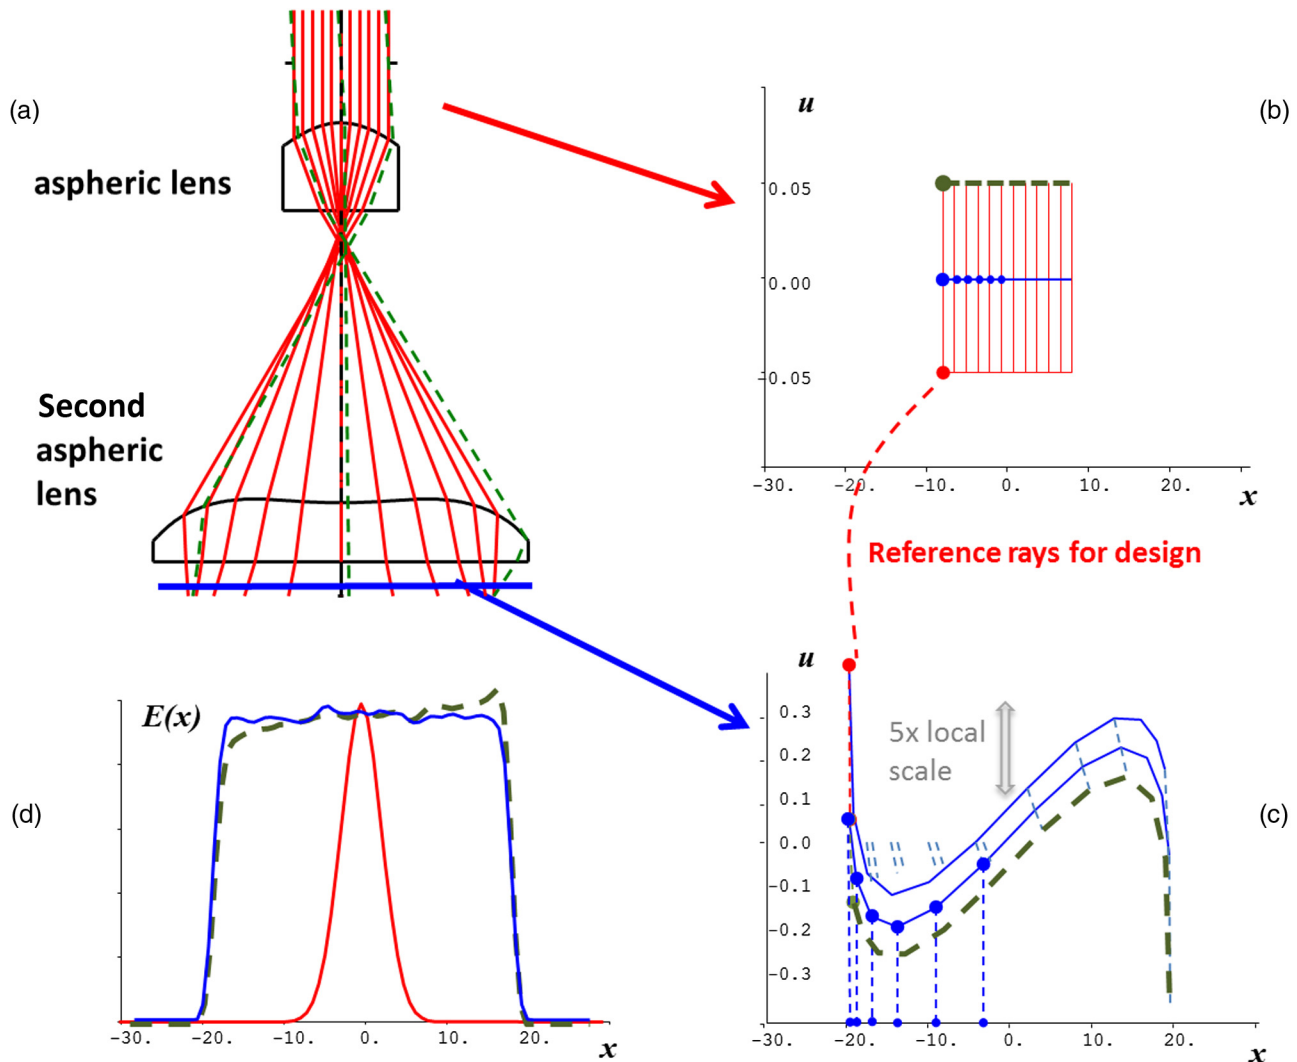 (a)
aspheric lens
Second
aspheric
lens
(b)
u
0.05
0.00
-0.05
-30.
-20.
-10.
0.
10.
20.
x
Reference rays for design
(c)
u
0.3
0.2
0.1
0.0
-0.1
-0.2
-0.3
5x local
scale
-30.
-20.
-10.
0.
10.
20.
x
(d)
E(x)
-30.
-20.
-10.
0.
10.
20.
x